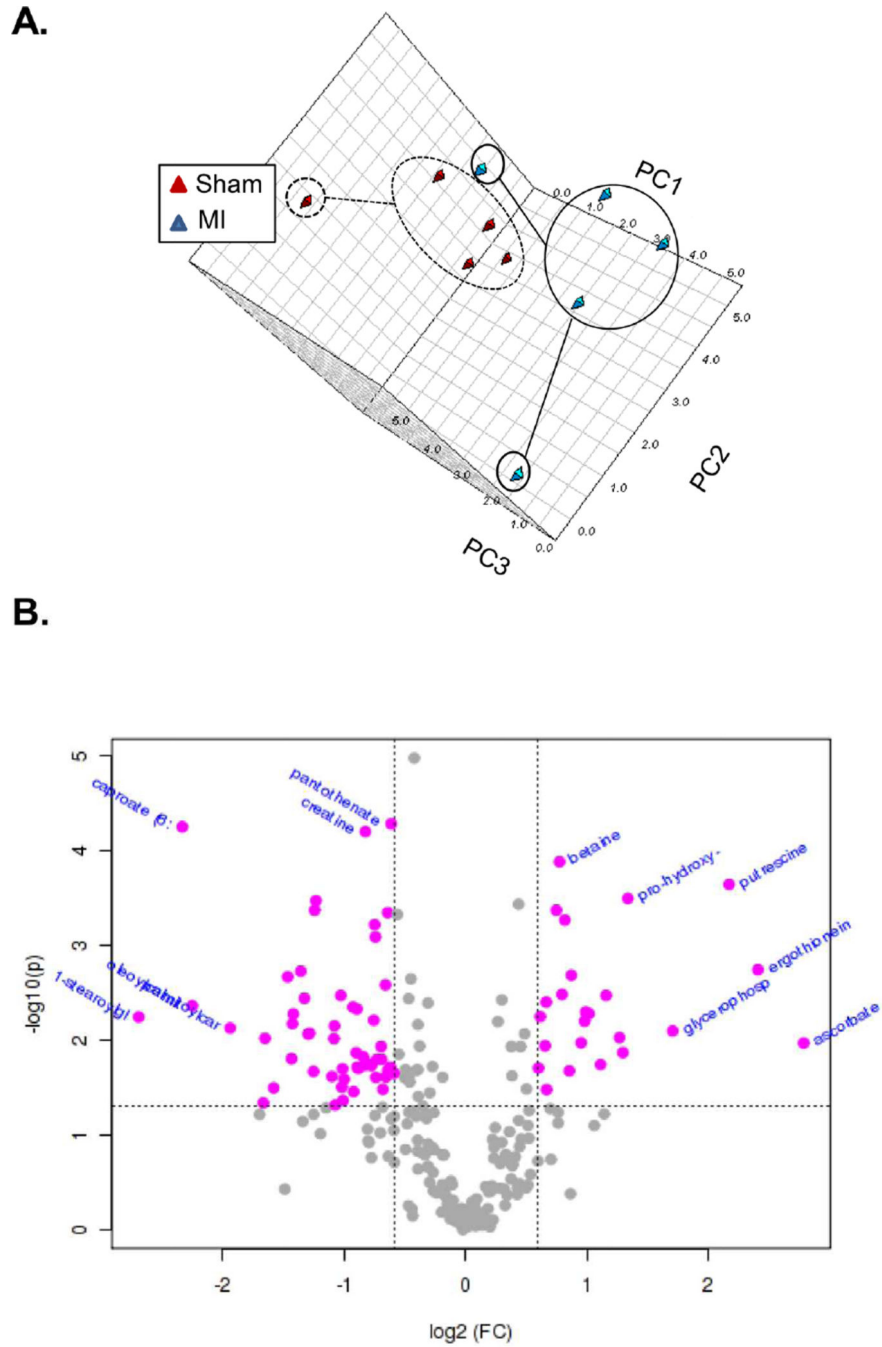 A.
Sham
MI
PC1
0.0
1.0
2.0
3.0
4.0
5.0
5.0
4.0
3.0
2.0
1.0
0.0
PC2
5.0
4.0
3.0
2.0
1.0
0.0
PC3
B.
5
4
3
2
1
0
-log10(p)
caproate (6:
pantothenate
creatine
betaine
pro-hydroxy-
putrescine
ergothionein
glycerophosp
ascorbate
1-stearoylgl
-2
-1
0
1
2
log2 (FC)